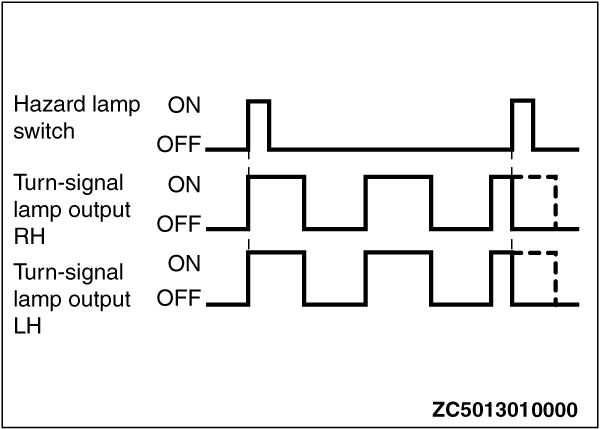 Hazard lamp
switch
ON
OFF
Turn-signal
lamp output
RH
ON
OFF
Turn-signal
lamp output
LH
ON
OFF
ZC5013010000